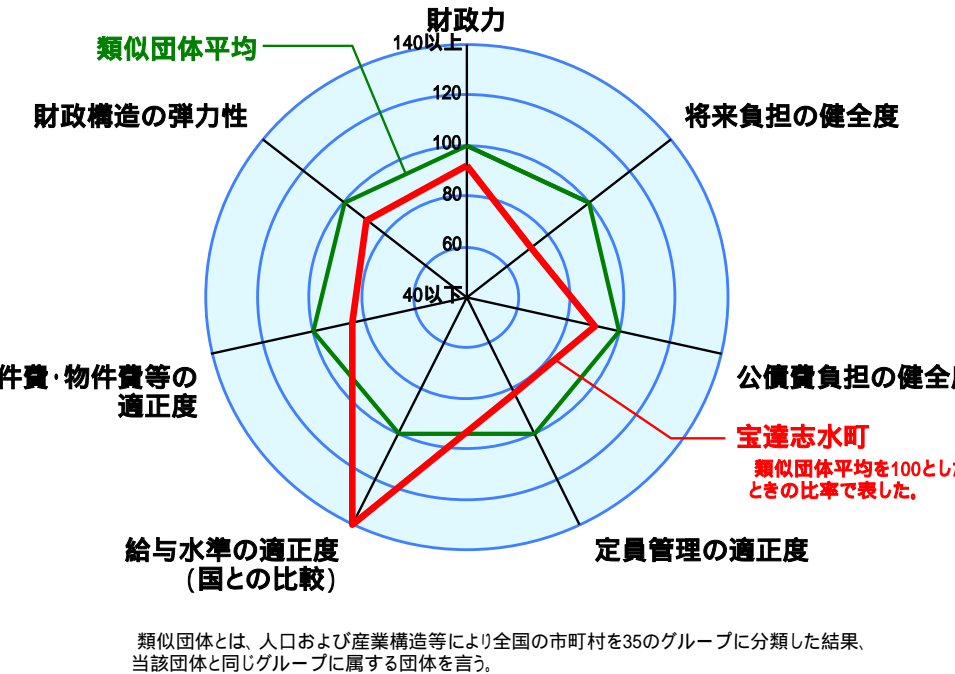 財政力
140以上
類似団体平均
120
財政構造の弾力性
将来負担の健全度
100
80
60
40以下
件費・物件費等の
適正度
公債費負担の健全度
宝達志水町
類似団体平均を100とした
ときの比率で表した。
給与水準の適正度
(国との比較)
定員管理の適正度
類似団体とは、人口および産業構造等により全国の市町村を35のグループに分類した結果、
当該団体と同じグループに属する団体を言う。